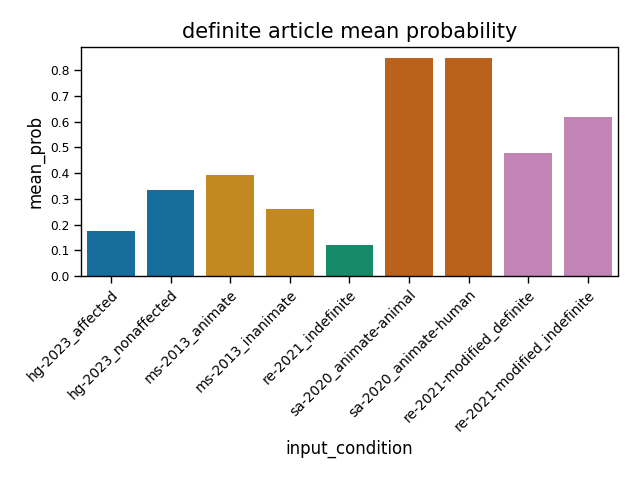 definite article mean probability
mean_prob
0.8
0.7
0.6
0.5
0.4
0.3
0.2
0.1
0.0
hg-2023_affected
hg-2023_nonaffected
ms-2013_animate
ms-2013_inanimate
re-2021_indefinite
sa-2020_animate-animal
sa-2020_animate-human
re-2021-modified_definite
re-2021-modified_indefinite
input_condition